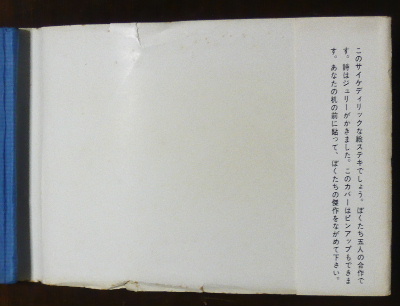 このサイケディリックな絵ステキでしょう。ぼくたち五人の合作で
す。詩はジュリーがかきました。このカバーはピンアップもできま
す。あなたの机の前に貼って、ぼくたちの傑作をながめて下さい。